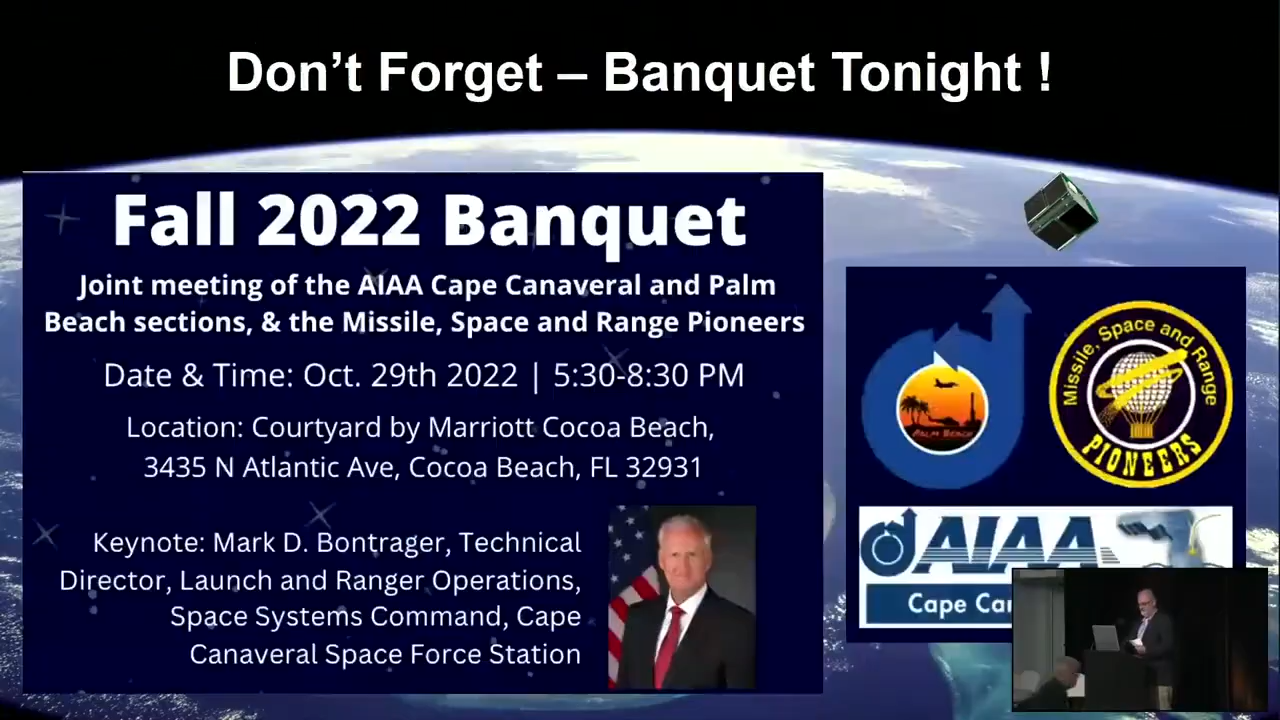 Don't Forget – Banquet Tonight !
Fall 2022 Banquet
Joint meeting of the AIAA Cape Canaveral and Palm
Beach sections, & the Missile, Space and Range Pioneers
Date & Time: Oct. 29th 2022 | 5:30-8:30 PM
Location: Courtyard by Marriott Cocoa Beach,
3435 N Atlantic Ave, Cocoa Beach, FL 32931
Keynote: Mark D. Bontrager, Technical
Director, Launch and Ranger Operations,
Space Systems Command, Cape
Canaveral Space Force Station
PALM BEACH
Missile, Space and Range
PIONEERS
AIAA
Cape Ca